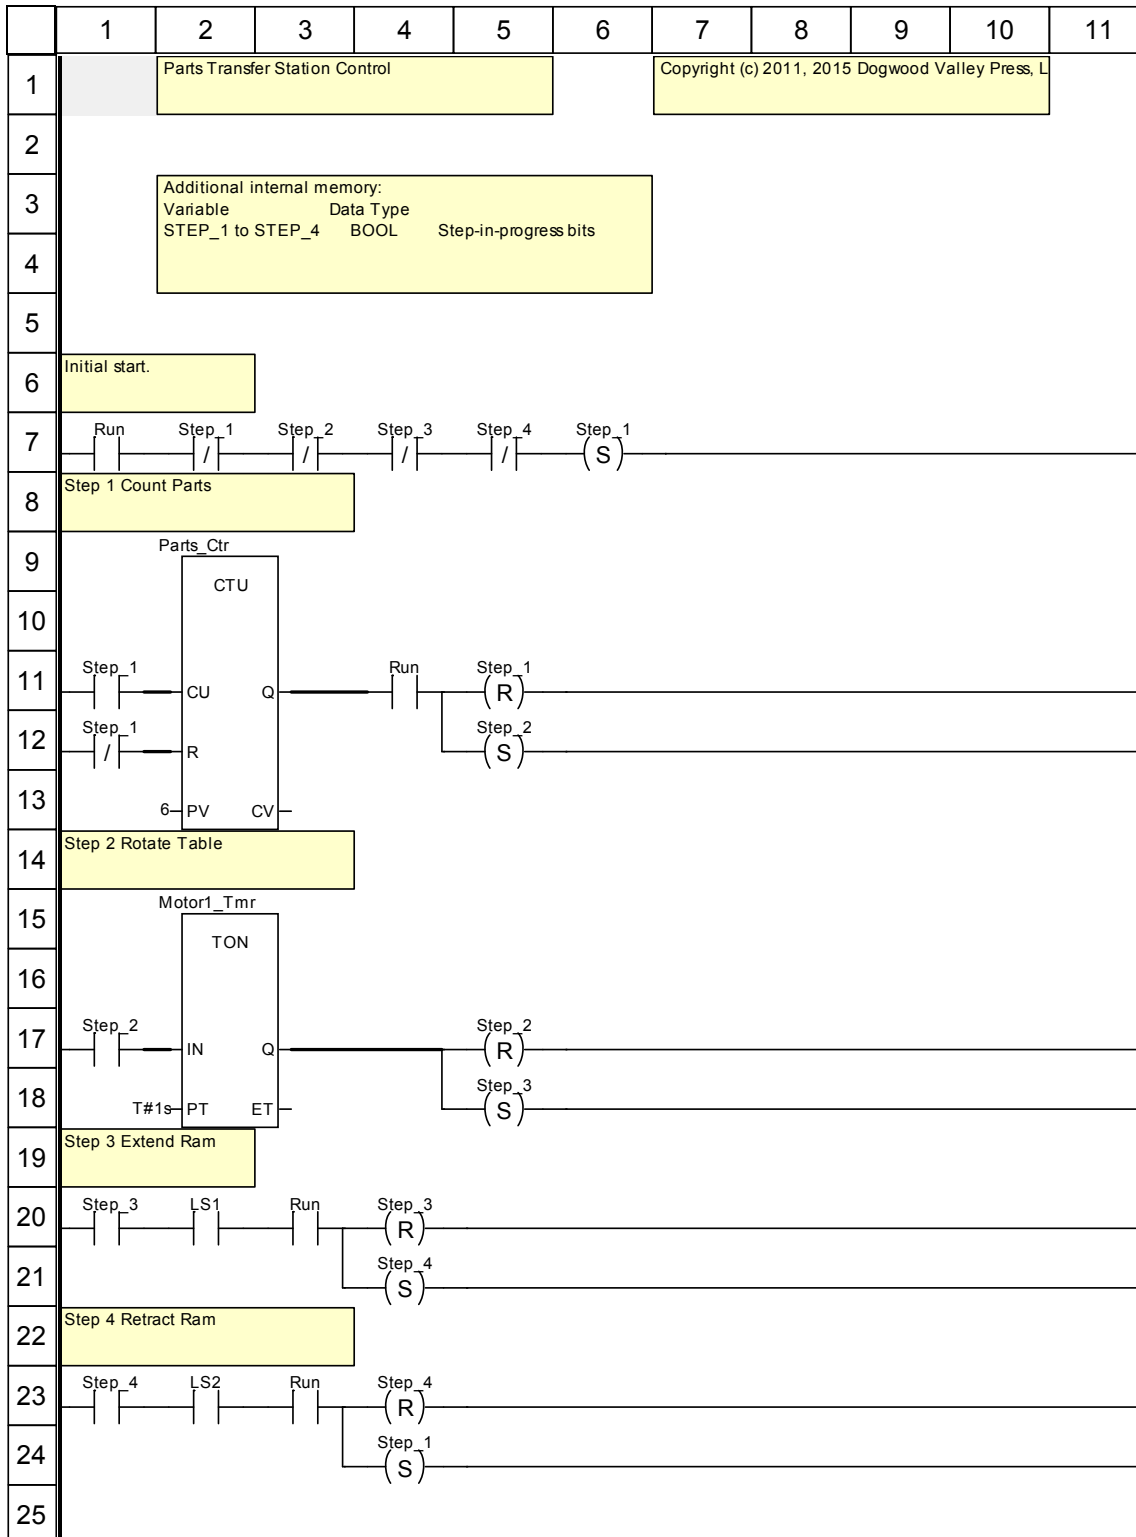 1 2 3 4 5 6 7 8 9 10 11
1 Parts Transfer Station Control Copyright (c) 2011, 2015 Dogwood Valley Press, L
2
3 Additional internal memory:
Variable Data Type
STEP_1 to STEP_4 BOOL Step-in-progress bits
4
5
6 Initial start.
Run Step_1 Step_2 Step_3 Step_4 Step_1
7 / / / / S
8 Step 1 Count Parts
9 Parts_Ctr
CTU
10
Step_1 Run Step_1
11 CU Q R
Step_1 Step_2
12 / R S
13 6 PV CV
14 Step 2 Rotate Table
15 Motor1_Tmr
TON
16
Step_2 Step_2
17 IN Q R
Step_3
18 T#1s PT ET S
19 Step 3 Extend Ram
Step_3 LS1 Run Step_3
20 R
Step_4
21 S
22 Step 4 Retract Ram
Step_4 LS2 Run Step_4
23 R
Step_1
24 S
25